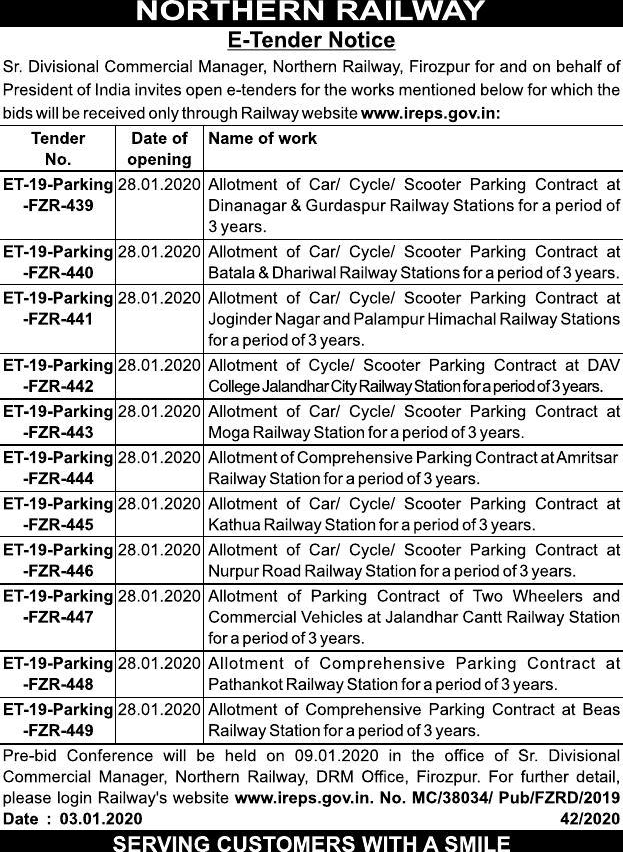 NORTHERN RAILWAY
E-Tender Notice
Sr. Divisional Commercial Manager, Northern Railway, Firozpur for and on behalf of
President of India invites open e-tenders for the works mentioned below for which the
bids will be received only through Railway website www.ireps.gov.in:
Tender No. Date of opening Name of work
ET-19-Parking 28.01.2020 Allotment of Car/ Cycle/ Scooter Parking Contract at
-FZR-439 Dinanagar & Gurdaspur Railway Stations for a period of
3 years.
ET-19-Parking 28.01.2020 Allotment of Car/ Cycle/ Scooter Parking Contract at
-FZR-440 Batala & Dhariwal Railway Stations for a period of 3 years.
ET-19-Parking 28.01.2020 Allotment of Car/ Cycle/ Scooter Parking Contract at
-FZR-441 Joginder Nagar and Palampur Himachal Railway Stations
for a period of 3 years.
ET-19-Parking 28.01.2020 Allotment of Cycle/ Scooter Parking Contract at DAV
-FZR-442 College Jalandhar City Railway Station for a period of 3 years.
ET-19-Parking 28.01.2020 Allotment of Car/ Cycle/ Scooter Parking Contract at
-FZR-443 Moga Railway Station for a period of 3 years.
ET-19-Parking 28.01.2020 Allotment of Comprehensive Parking Contract at Amritsar
-FZR-444 Railway Station for a period of 3 years.
ET-19-Parking 28.01.2020 Allotment of Car/ Cycle/ Scooter Parking Contract at
-FZR-445 Kathua Railway Station for a period of 3 years.
ET-19-Parking 28.01.2020 Allotment of Car/ Cycle/ Scooter Parking Contract at
-FZR-446 Nurpur Road Railway Station for a period of 3 years.
ET-19-Parking 28.01.2020 Allotment of Parking Contract of Two Wheelers and
-FZR-447 Commercial Vehicles at Jalandhar Cantt Railway Station
for a period of 3 years.
ET-19-Parking 28.01.2020 Allotment of Comprehensive Parking Contract at
-FZR-448 Pathankot Railway Station for a period of 3 years.
ET-19-Parking 28.01.2020 Allotment of Comprehensive Parking Contract at Beas
-FZR-449 Railway Station for a period of 3 years.
Pre-bid Conference will be held on 09.01.2020 in the office of Sr. Divisional
Commercial Manager, Northern Railway, DRM Office, Firozpur. For further detail,
please login Railway's website www.ireps.gov.in. No. MC/38034/ Pub/FZRD/2019
Date : 03.01.2020 42/2020
SERVING CUSTOMERS WITH A SMILE